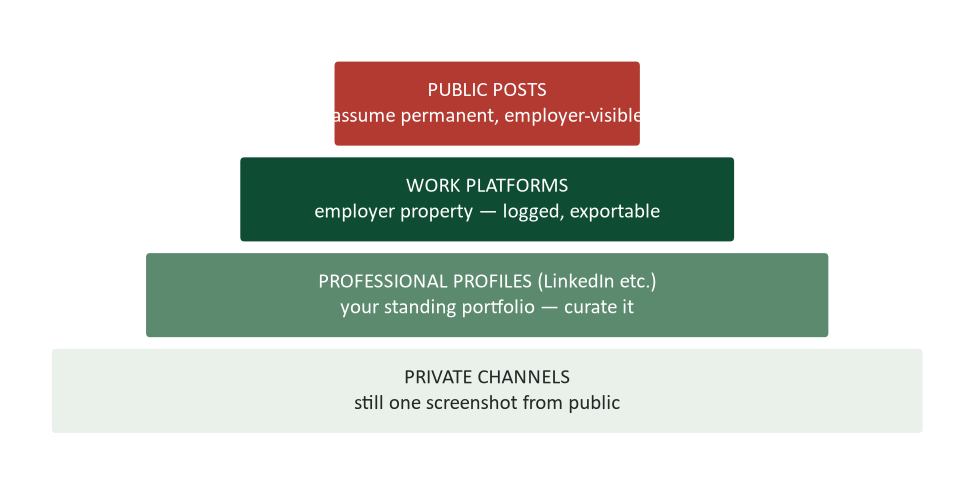 PUBLIC POSTS
assume permanent, employer-visible
WORK PLATFORMS
employer property — logged, exportable
PROFESSIONAL PROFILES (LinkedIn etc.)
your standing portfolio — curate it
PRIVATE CHANNELS
still one screenshot from public